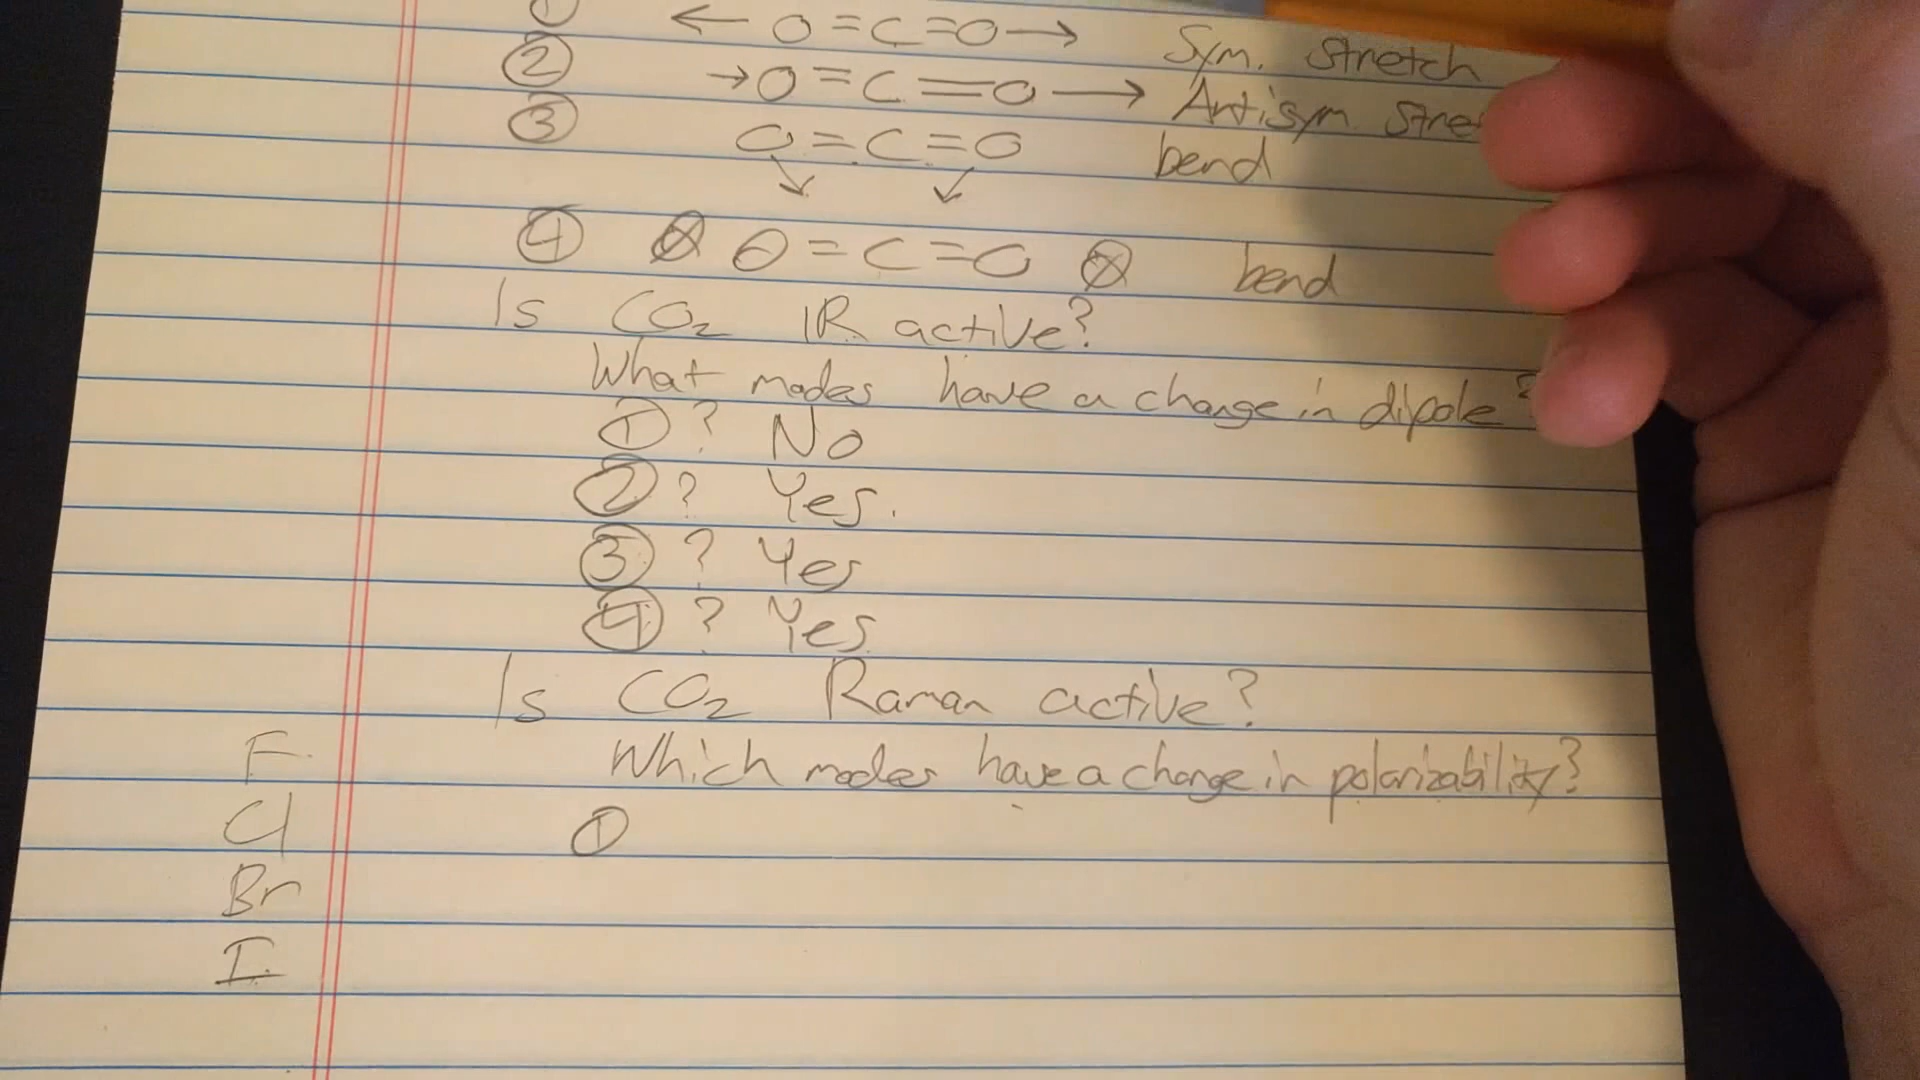 ① ← O=C=O → Sym. Stretch
② →O=C=O → Antisym. Stre
③ O=C=O bend
④ ⊗ O=C=O ⊗ bend
Is CO₂ IR active?
What modes have a change in dipole?
① ? No
② ? Yes.
③ ? Yes
④ ? Yes
Is CO₂ Raman active?
F Which modes have a change in polarizability?
Cl ①
Br
I